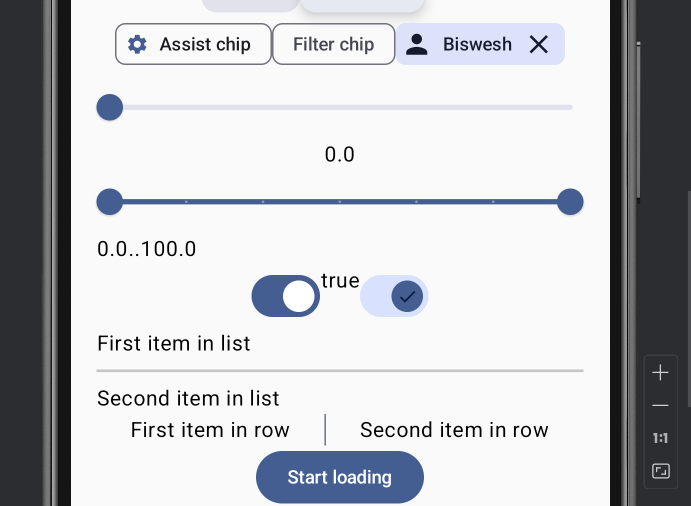 Assist chip Filter chip Biswesh
0.0
0.0..100.0
true
First item in list
Second item in list
First item in row Second item in row
Start loading
1:1